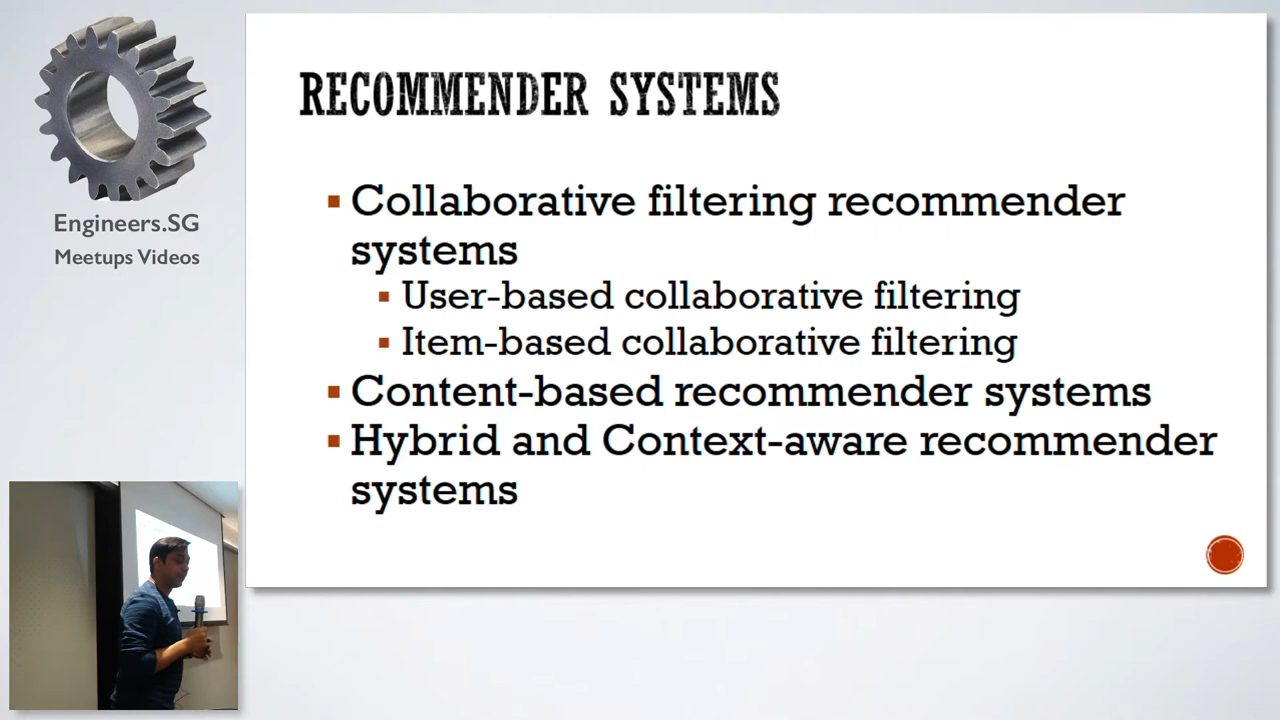 Engineers.SG
Meetups Videos
RECOMMENDER SYSTEMS
▪ Collaborative filtering recommender
systems
▪ User-based collaborative filtering
▪ Item-based collaborative filtering
▪ Content-based recommender systems
▪ Hybrid and Context-aware recommender
systems